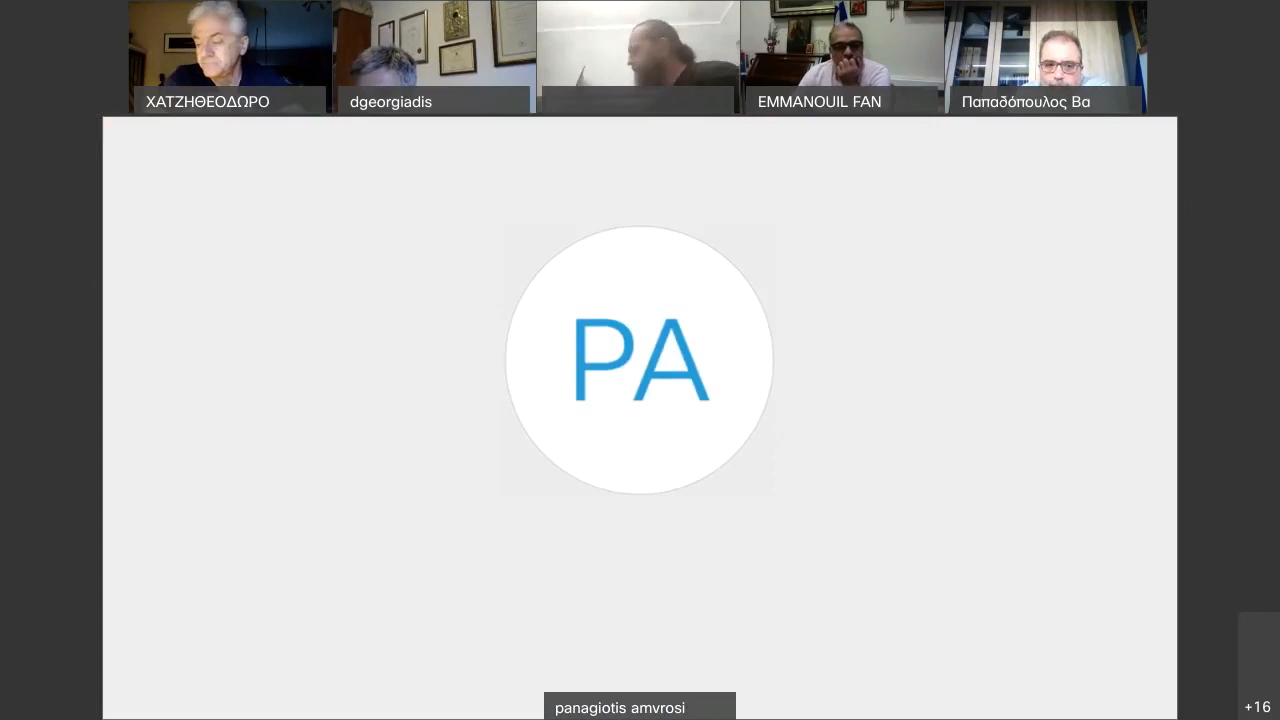 ΧΑΤΖΗΘΕΟΔΩΡΟ
dgeorgiadis
EMMANOUIL FAN
Παπαδόπουλος Βα
PA
panagiotis amvrosi
+16